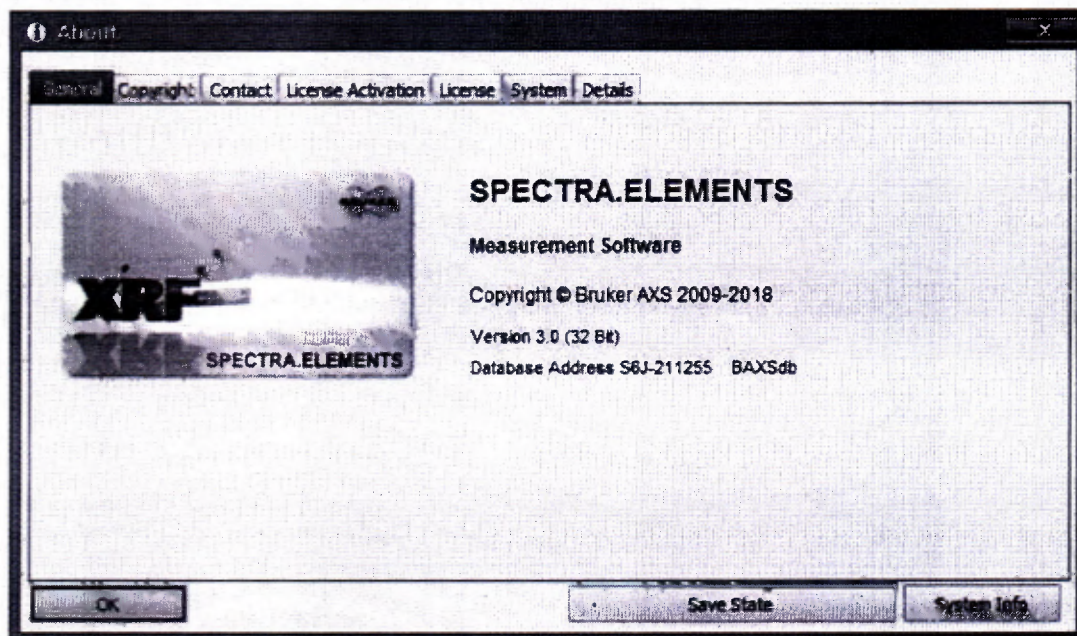 About
General Copyright Contact License Activation License System Details
SPECTRA.ELEMENTS
Measurement Software
Copyright © Bruker AXS 2009-2018
Version 3.0 (32 Bit)
Database Address S6J-211255 BAXSdb
XRF
SPECTRA.ELEMENTS
OK Save State System Info